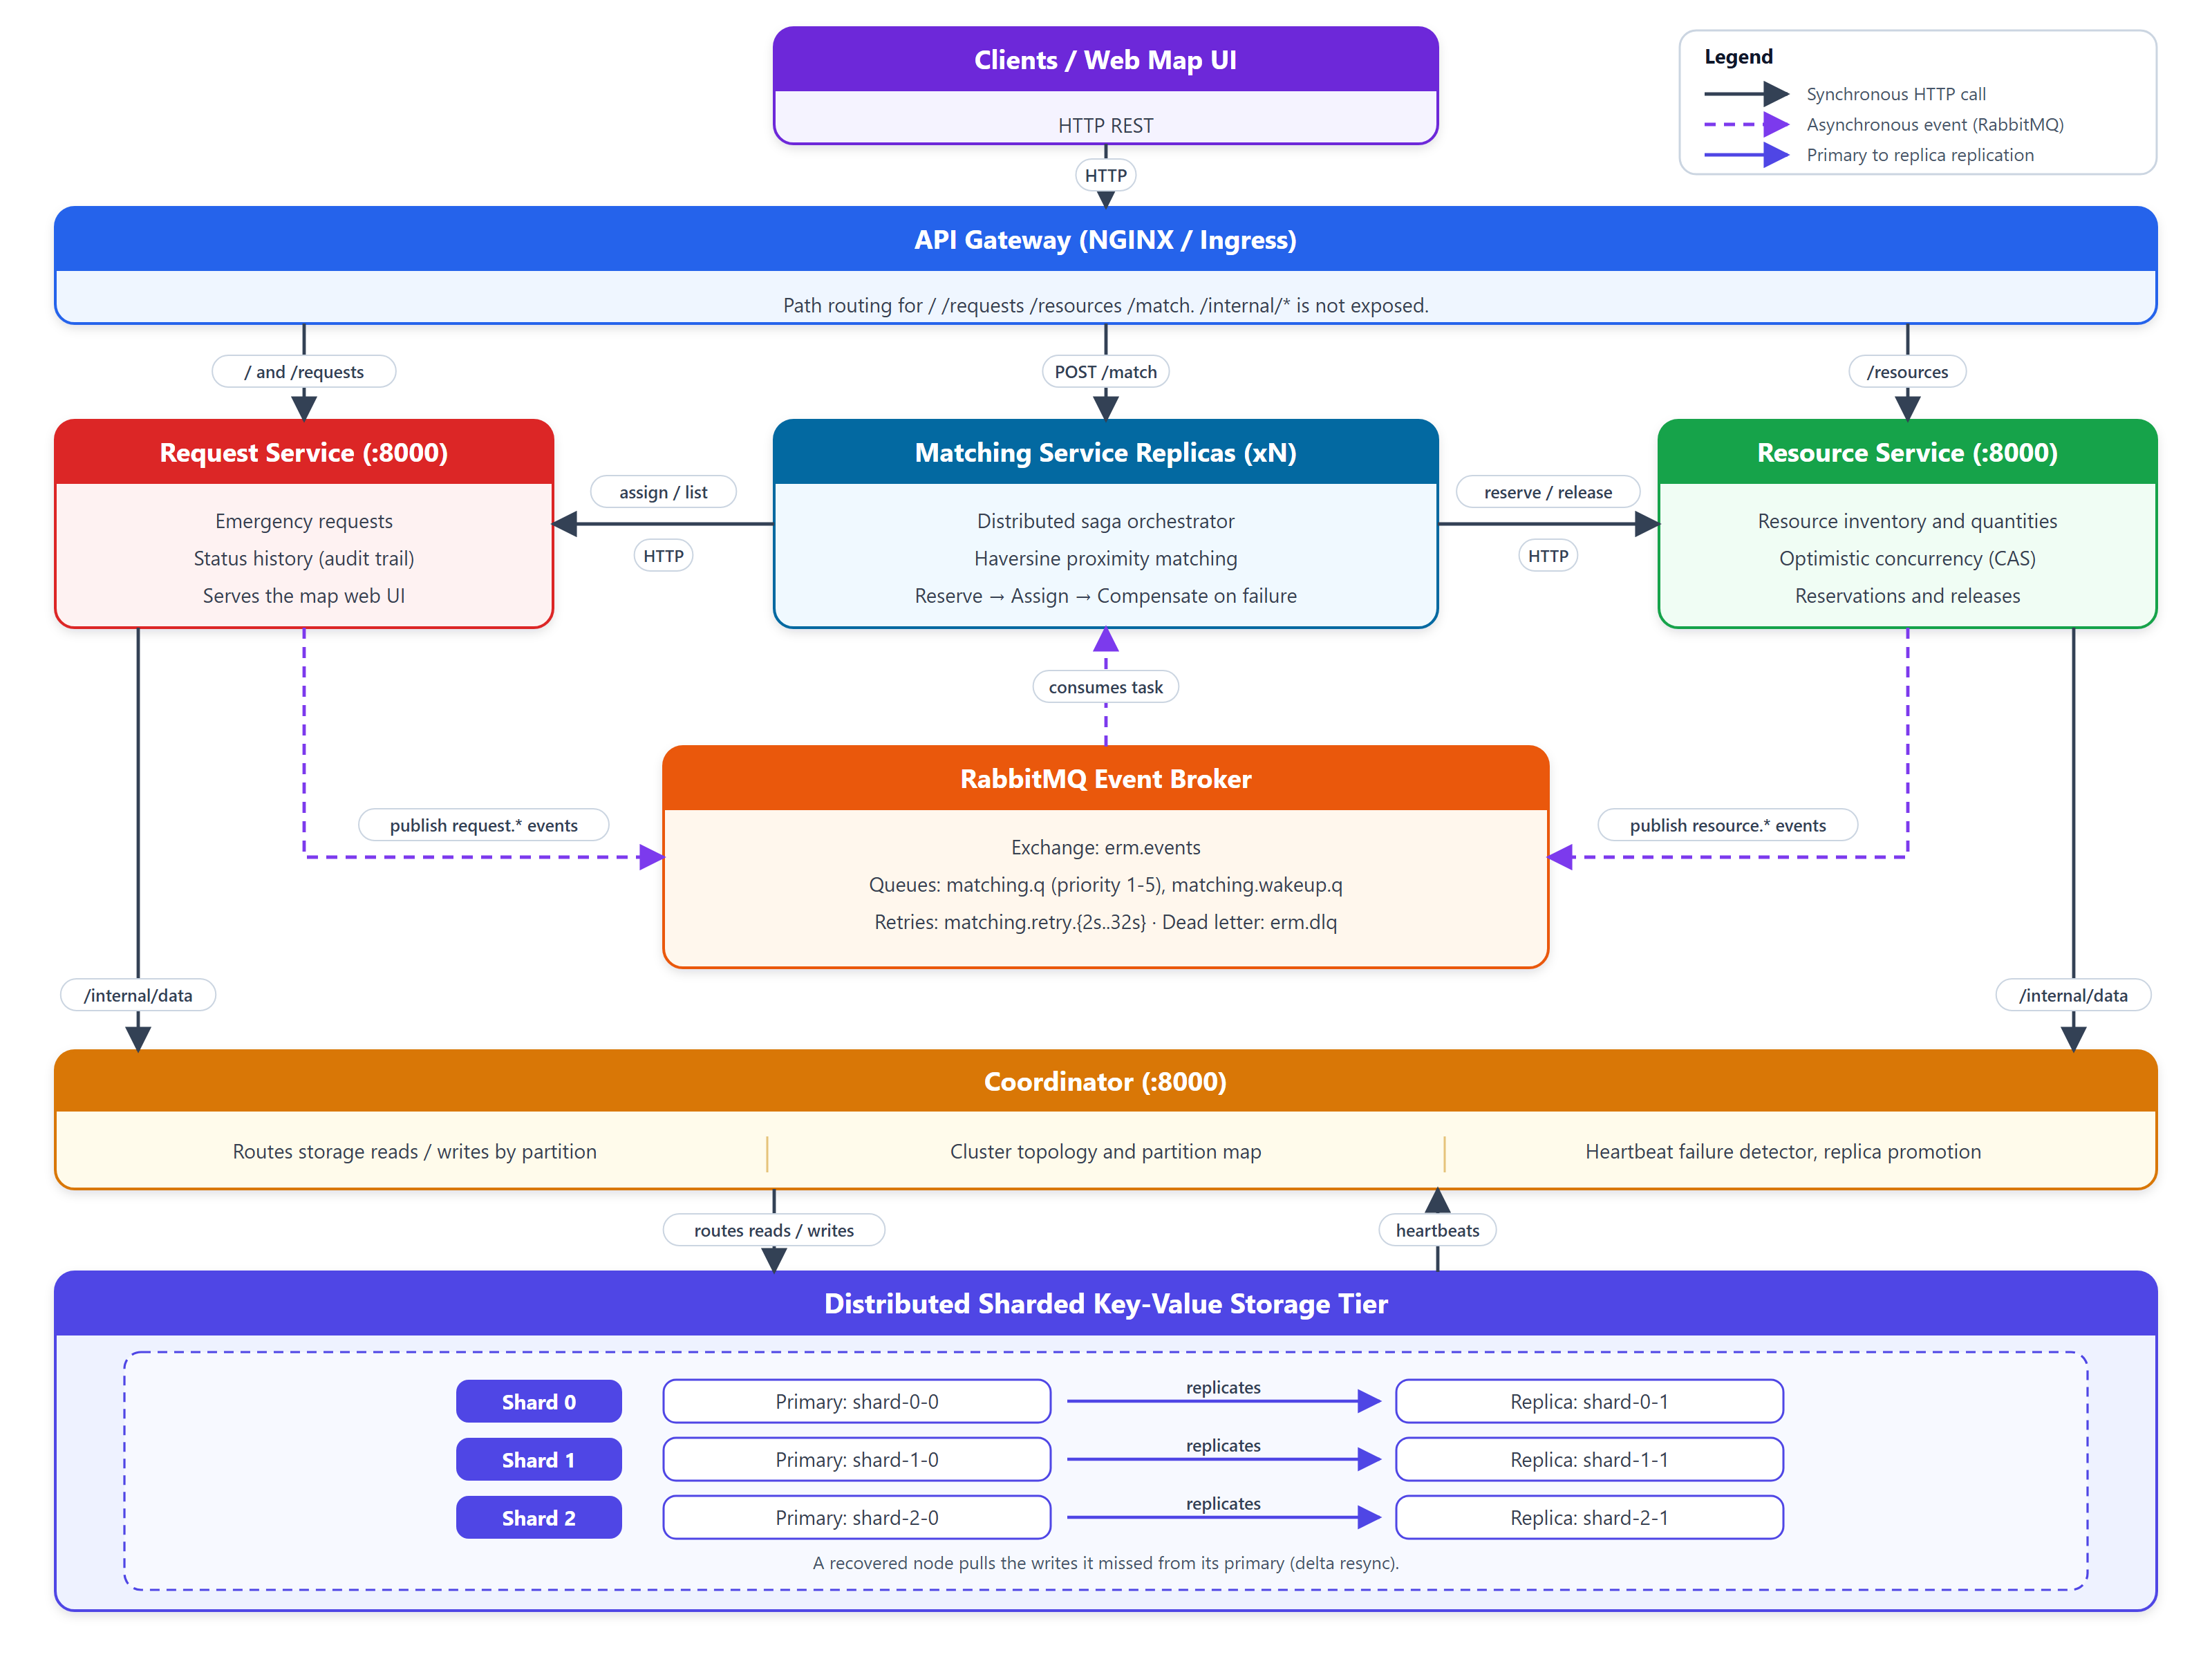 Clients / Web Map UI
HTTP REST
Legend
Synchronous HTTP call
Asynchronous event (RabbitMQ)
Primary to replica replication
HTTP
API Gateway (NGINX / Ingress)
Path routing for / /requests /resources /match. /internal/* is not exposed.
/ and /requests
POST /match
/resources
Request Service (:8000)
Emergency requests
Status history (audit trail)
Serves the map web UI
assign / list
HTTP
Matching Service Replicas (xN)
Distributed saga orchestrator
Haversine proximity matching
Reserve → Assign → Compensate on failure
reserve / release
HTTP
Resource Service (:8000)
Resource inventory and quantities
Optimistic concurrency (CAS)
Reservations and releases
consumes task
publish request.* events
RabbitMQ Event Broker
Exchange: erm.events
Queues: matching.q (priority 1-5), matching.wakeup.q
Retries: matching.retry.{2s..32s} · Dead letter: erm.dlq
publish resource.* events
/internal/data
/internal/data
Coordinator (:8000)
Routes storage reads / writes by partition
Cluster topology and partition map
Heartbeat failure detector, replica promotion
routes reads / writes
heartbeats
Distributed Sharded Key-Value Storage Tier
Shard 0
Primary: shard-0-0
replicates
Replica: shard-0-1
Shard 1
Primary: shard-1-0
replicates
Replica: shard-1-1
Shard 2
Primary: shard-2-0
replicates
Replica: shard-2-1
A recovered node pulls the writes it missed from its primary (delta resync).